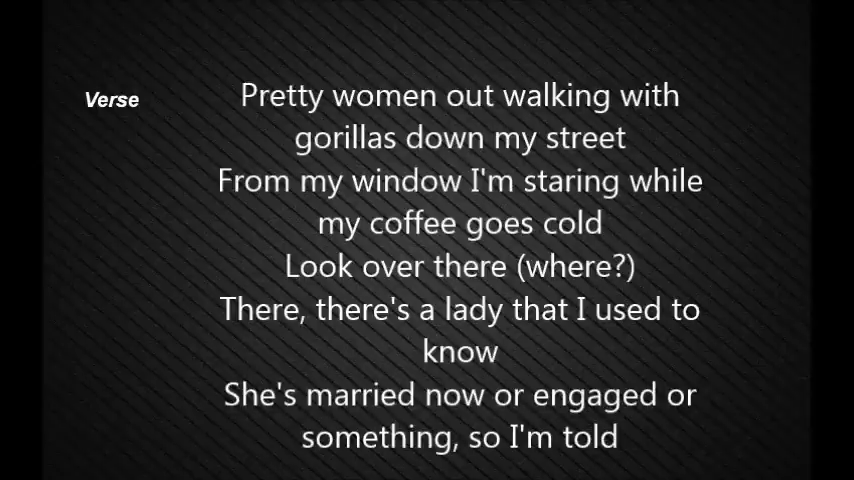 Verse
Pretty women out walking with
gorillas down my street
From my window I'm staring while
my coffee goes cold
Look over there (where?)
There, there's a lady that I used to
know
She's married now or engaged or
something, so I'm told